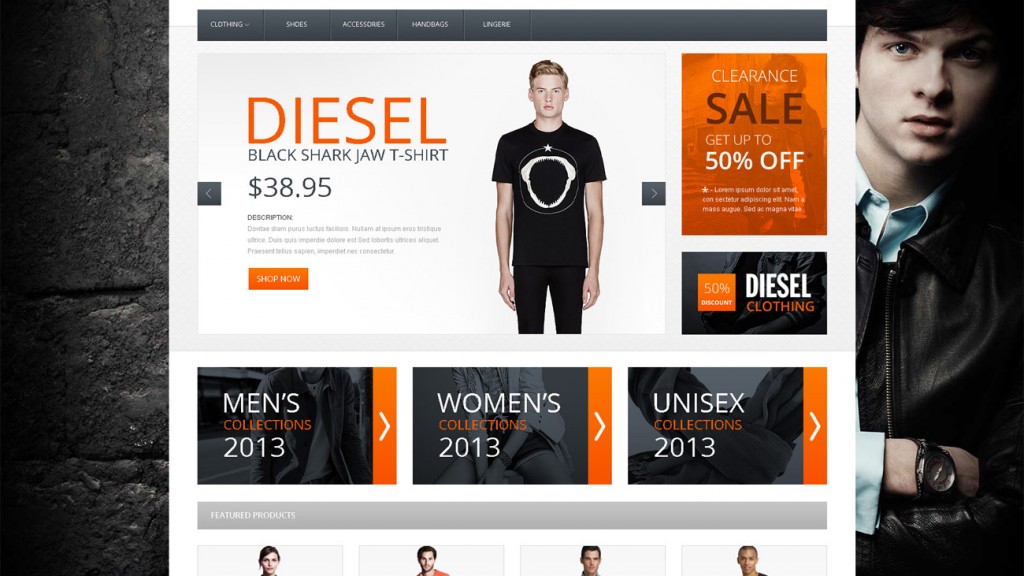 CLOTHING
SHOES
ACCESSORIES
HANDBAGS
LINGERIE
DIESEL
BLACK SHARK JAW T-SHIRT
$38.95
DESCRIPTION:
Davitae diam purus luctus facilisis. Nullam at ipsum eros tristique
ultrice. Duis quis imperdie dolore est.Sed lobortis ultrices aliquet.
Praesent tellus sapien, imperdiet nec consectetur.
SHOP NOW
CLEARANCE
SALE
GET UP TO
50% OFF
* - Lorem ipsum dolor sit amet,
con sectetur adipiscing elit. Nam a
mass augue. Sed ac magna vitae.
50%
DISCOUNT
DIESEL
CLOTHING
MEN’S
COLLECTIONS
2013
WOMEN’S
COLLECTIONS
2013
UNISEX
COLLECTIONS
2013
FEATURED PRODUCTS